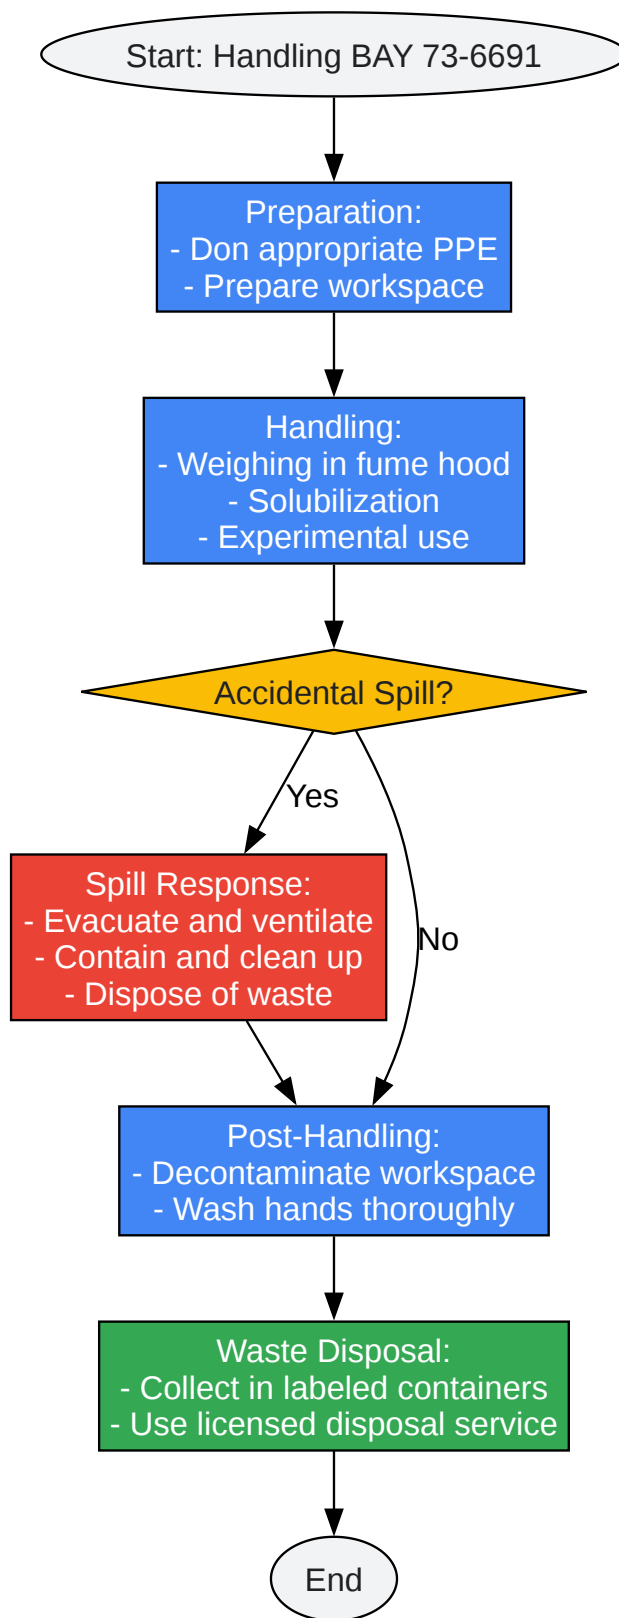 Start: Handling BAY 73-6691
Preparation:
- Don appropriate PPE
- Prepare workspace
Handling:
- Weighing in fume hood
- Solubilization
- Experimental use
Accidental Spill?
Yes
Spill Response:
- Evacuate and ventilate
- Contain and clean up
- Dispose of waste
No
Post-Handling:
- Decontaminate workspace
- Wash hands thoroughly
Waste Disposal:
- Collect in labeled containers
- Use licensed disposal service
End